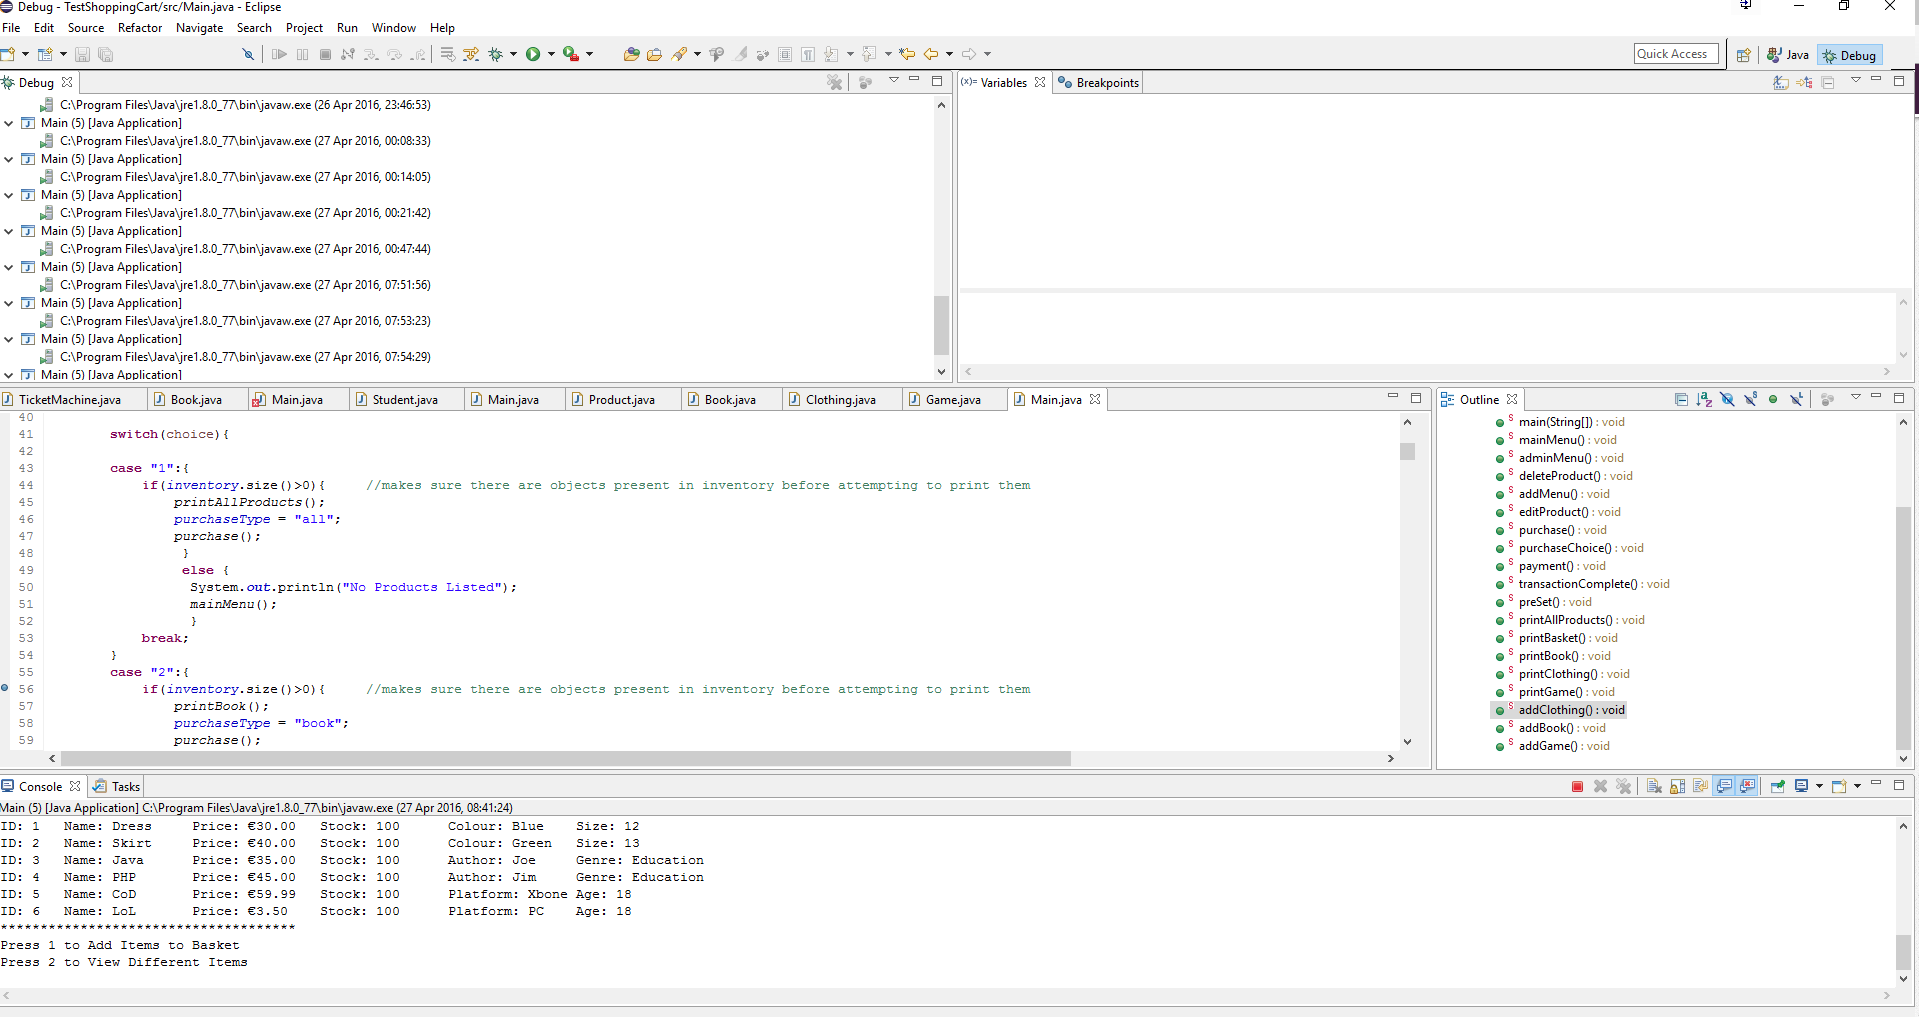 Debug - TestShoppingCart/src/Main.java - Eclipse
File Edit Source Refactor Navigate Search Project Run Window Help
Quick Access Java Debug
Debug
C:\Program Files\Java\jre1.8.0_77\bin\javaw.exe (26 Apr 2016, 23:46:53)
Main (5) [Java Application]
C:\Program Files\Java\jre1.8.0_77\bin\javaw.exe (27 Apr 2016, 00:08:33)
Main (5) [Java Application]
C:\Program Files\Java\jre1.8.0_77\bin\javaw.exe (27 Apr 2016, 00:14:05)
Main (5) [Java Application]
C:\Program Files\Java\jre1.8.0_77\bin\javaw.exe (27 Apr 2016, 00:21:42)
Main (5) [Java Application]
C:\Program Files\Java\jre1.8.0_77\bin\javaw.exe (27 Apr 2016, 00:47:44)
Main (5) [Java Application]
C:\Program Files\Java\jre1.8.0_77\bin\javaw.exe (27 Apr 2016, 07:51:56)
Main (5) [Java Application]
C:\Program Files\Java\jre1.8.0_77\bin\javaw.exe (27 Apr 2016, 07:53:23)
Main (5) [Java Application]
C:\Program Files\Java\jre1.8.0_77\bin\javaw.exe (27 Apr 2016, 07:54:29)
Main (5) [Java Application]
(x)= Variables Breakpoints
TicketMachine.java Book.java Main.java Student.java Main.java Product.java Book.java Clothing.java Game.java Main.java
40
41 switch(choice){
42
43 case "1":{
44 if(inventory.size()>0){ //makes sure there are objects present in inventory before attempting to print them
45 printAllProducts();
46 purchaseType = "all";
47 purchase();
48 }
49 else {
50 System.out.println("No Products Listed");
51 mainMenu();
52 }
53 break;
54 }
55 case "2":{
56 if(inventory.size()>0){ //makes sure there are objects present in inventory before attempting to print them
57 printBook();
58 purchaseType = "book";
59 purchase();
Outline
main(String[]) : void
mainMenu() : void
adminMenu() : void
deleteProduct() : void
addMenu() : void
editProduct() : void
purchase() : void
purchaseChoice() : void
payment() : void
transactionComplete() : void
preSet() : void
printAllProducts() : void
printBasket() : void
printBook() : void
printClothing() : void
printGame() : void
addClothing() : void
addBook() : void
addGame() : void
Console Tasks
Main (5) [Java Application] C:\Program Files\Java\jre1.8.0_77\bin\javaw.exe (27 Apr 2016, 08:41:24)
ID: 1 Name: Dress Price: €30.00 Stock: 100 Colour: Blue Size: 12
ID: 2 Name: Skirt Price: €40.00 Stock: 100 Colour: Green Size: 13
ID: 3 Name: Java Price: €35.00 Stock: 100 Author: Joe Genre: Education
ID: 4 Name: PHP Price: €45.00 Stock: 100 Author: Jim Genre: Education
ID: 5 Name: CoD Price: €59.99 Stock: 100 Platform: Xbone Age: 18
ID: 6 Name: LoL Price: €3.50 Stock: 100 Platform: PC Age: 18
*************************************
Press 1 to Add Items to Basket
Press 2 to View Different Items